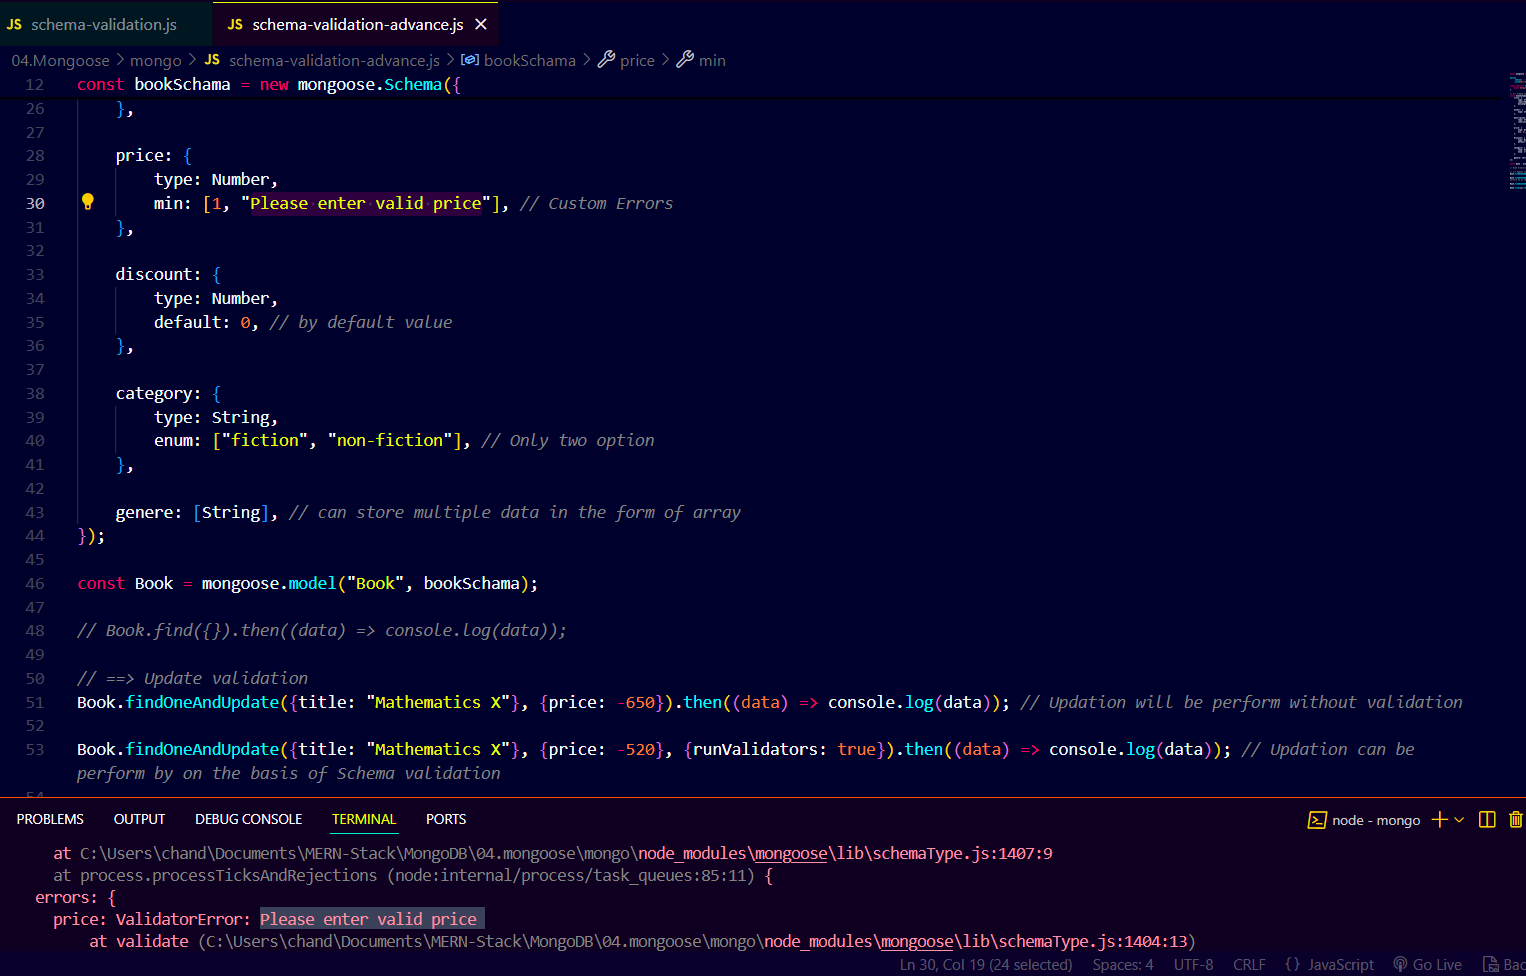 JS schema-validation.js JS schema-validation-advance.js ×
04.Mongoose > mongo > JS schema-validation-advance.js > bookSchama > price > min
12 const bookSchama = new mongoose.Schema({
26 },
27
28 price: {
29 type: Number,
30 min: [1, "Please enter valid price"], // Custom Errors
31 },
32
33 discount: {
34 type: Number,
35 default: 0, // by default value
36 },
37
38 category: {
39 type: String,
40 enum: ["fiction", "non-fiction"], // Only two option
41 },
42
43 genere: [String], // can store multiple data in the form of array
44 });
45
46 const Book = mongoose.model("Book", bookSchama);
47
48 // Book.find({}).then((data) => console.log(data));
49
50 // ==> Update validation
51 Book.findOneAndUpdate({title: "Mathematics X"}, {price: -650}).then((data) => console.log(data)); // Updation will be perform without validation
52
53 Book.findOneAndUpdate({title: "Mathematics X"}, {price: -520}, {runValidators: true}).then((data) => console.log(data)); // Updation can be
perform by on the basis of Schema validation
54
PROBLEMS OUTPUT DEBUG CONSOLE TERMINAL PORTS node - mongo
at C:\Users\chand\Documents\MERN-Stack\MongoDB\04.mongoose\mongo\node_modules\mongoose\lib\schemaType.js:1407:9
at process.processTicksAndRejections (node:internal/process/task_queues:85:11) {
errors: {
price: ValidatorError: Please enter valid price
at validate (C:\Users\chand\Documents\MERN-Stack\MongoDB\04.mongoose\mongo\node_modules\mongoose\lib\schemaType.js:1404:13)
Ln 30, Col 19 (24 selected) Spaces: 4 UTF-8 CRLF {} JavaScript Go Live Bac